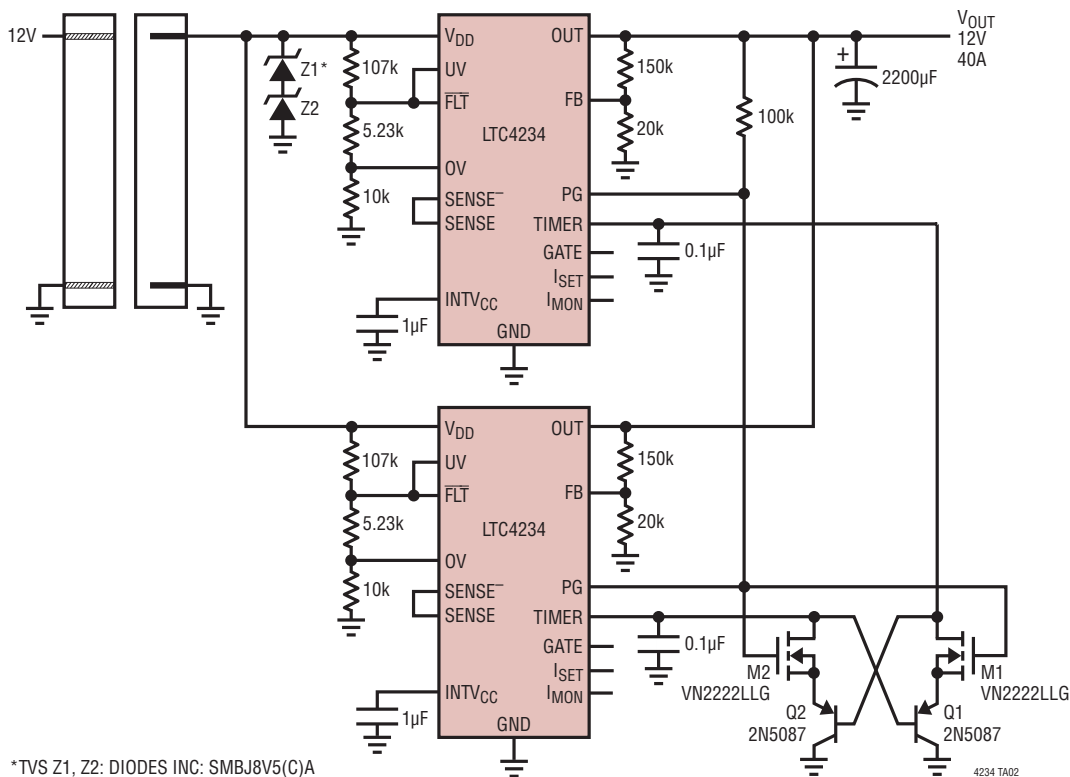 12V
Z1*
Z2
107k
5.23k
10k
VDD
UV
FLT
OV
SENSE–
SENSE
INTVCC
1µF
LTC4234
GND
OUT
FB
PG
TIMER
GATE
ISET
IMON
150k
20k
0.1µF
100k
+
2200µF
VOUT
12V
40A
107k
5.23k
10k
VDD
UV
FLT
OV
SENSE–
SENSE
INTVCC
1µF
LTC4234
GND
OUT
FB
PG
TIMER
GATE
ISET
IMON
150k
20k
0.1µF
M2
VN2222LLG
M1
VN2222LLG
Q2
2N5087
Q1
2N5087
*TVS Z1, Z2: DIODES INC: SMBJ8V5(C)A
4234 TA02